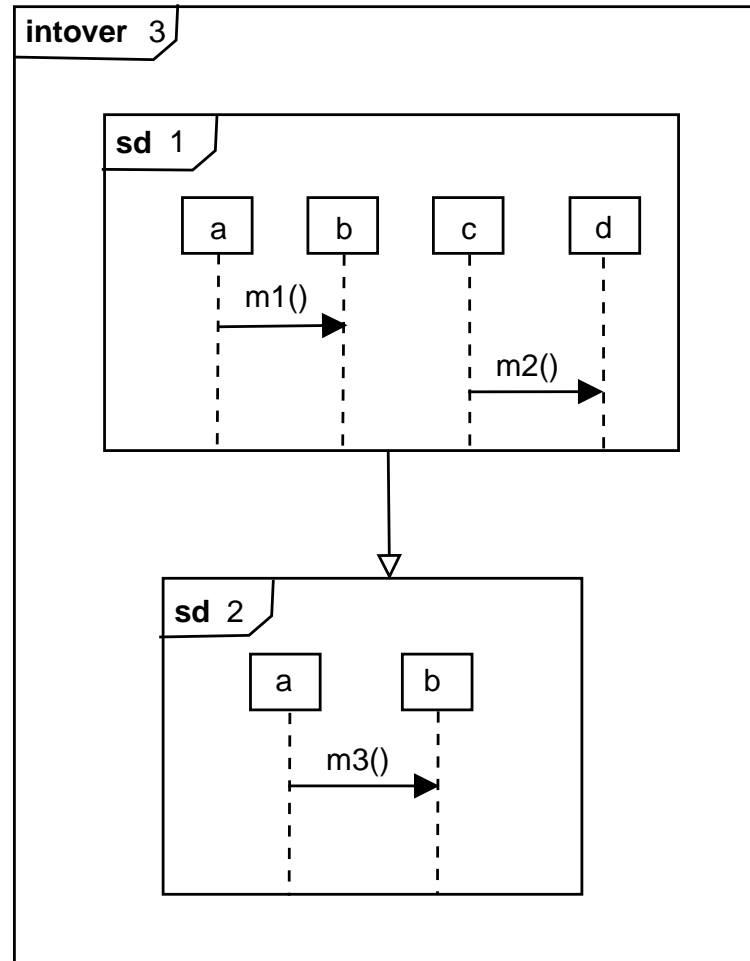 intover 3
sd 1
a b c d
m1()
m2()
sd 2
a b
m3()